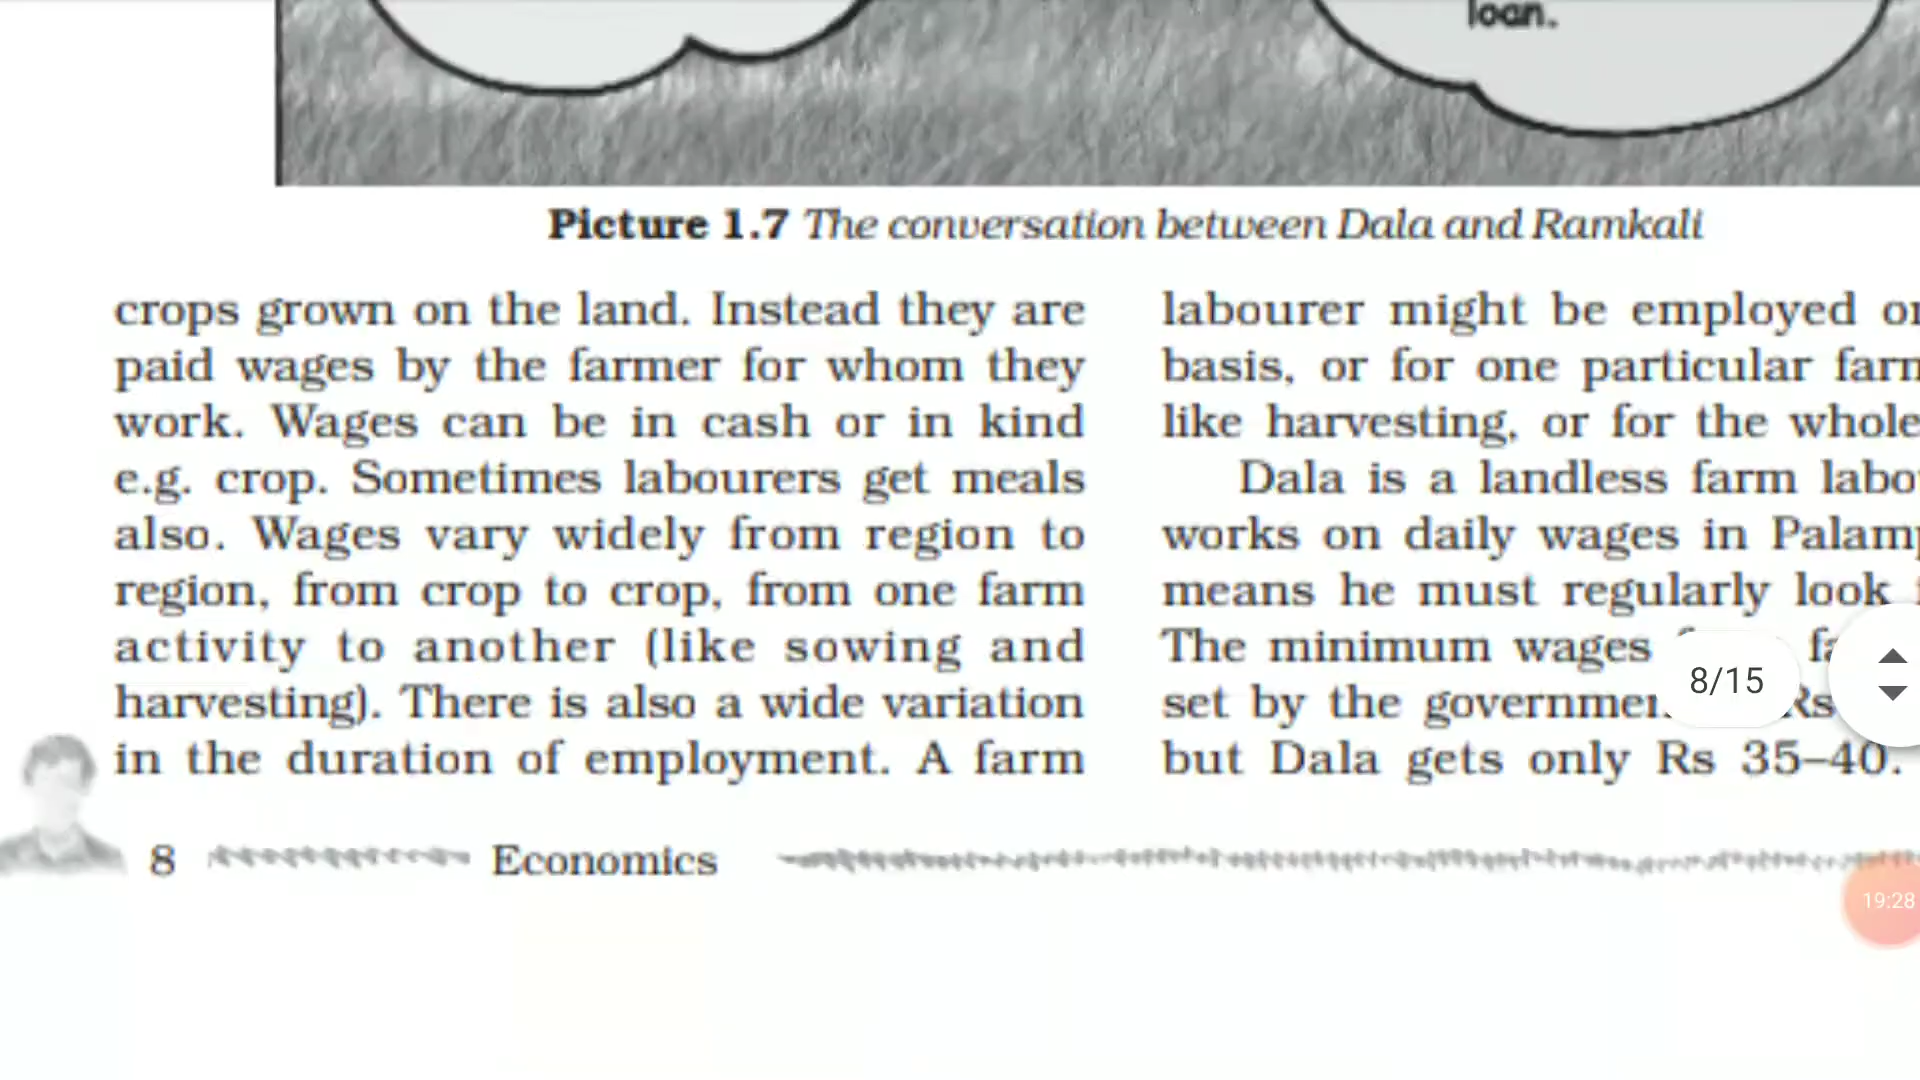 loan.
Picture 1.7 The conversation between Dala and Ramkali
crops grown on the land. Instead they are
paid wages by the farmer for whom they
work. Wages can be in cash or in kind
e.g. crop. Sometimes labourers get meals
also. Wages vary widely from region to
region, from crop to crop, from one farm
activity to another (like sowing and
harvesting). There is also a wide variation
in the duration of employment. A farm
labourer might be employed
basis, or for one particular
like harvesting, or for the whole
Dala is a landless farm
works on daily wages in
means he must regularly look
The minimum wages
set by the Rs
but Dala gets only Rs 35–40.
8/15
8 Economics
19:28